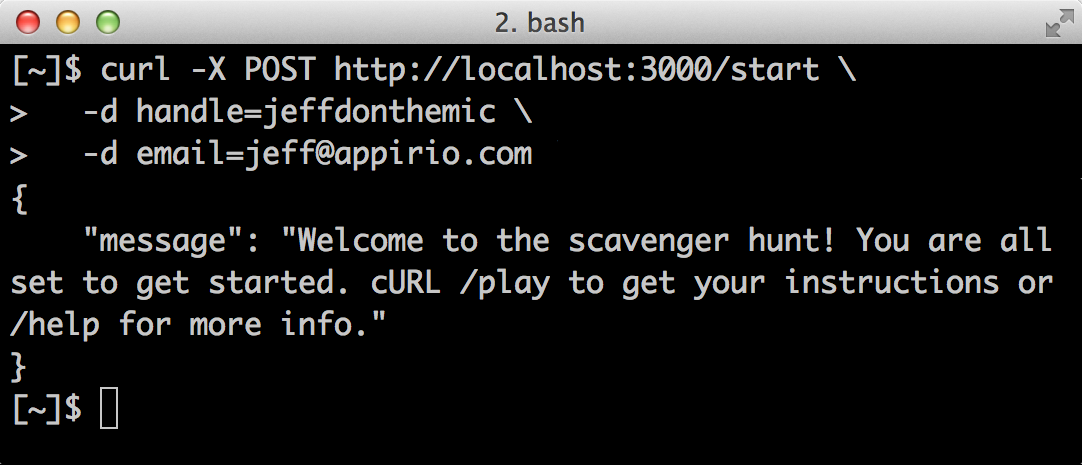 2. bash
[~]$ curl -X POST http://localhost:3000/start \
>   -d handle=jeffdonthemic \
>   -d email=jeff@appirio.com
{
    "message": "Welcome to the scavenger hunt! You are all
set to get started. cURL /play to get your instructions or
/help for more info."
}
[~]$